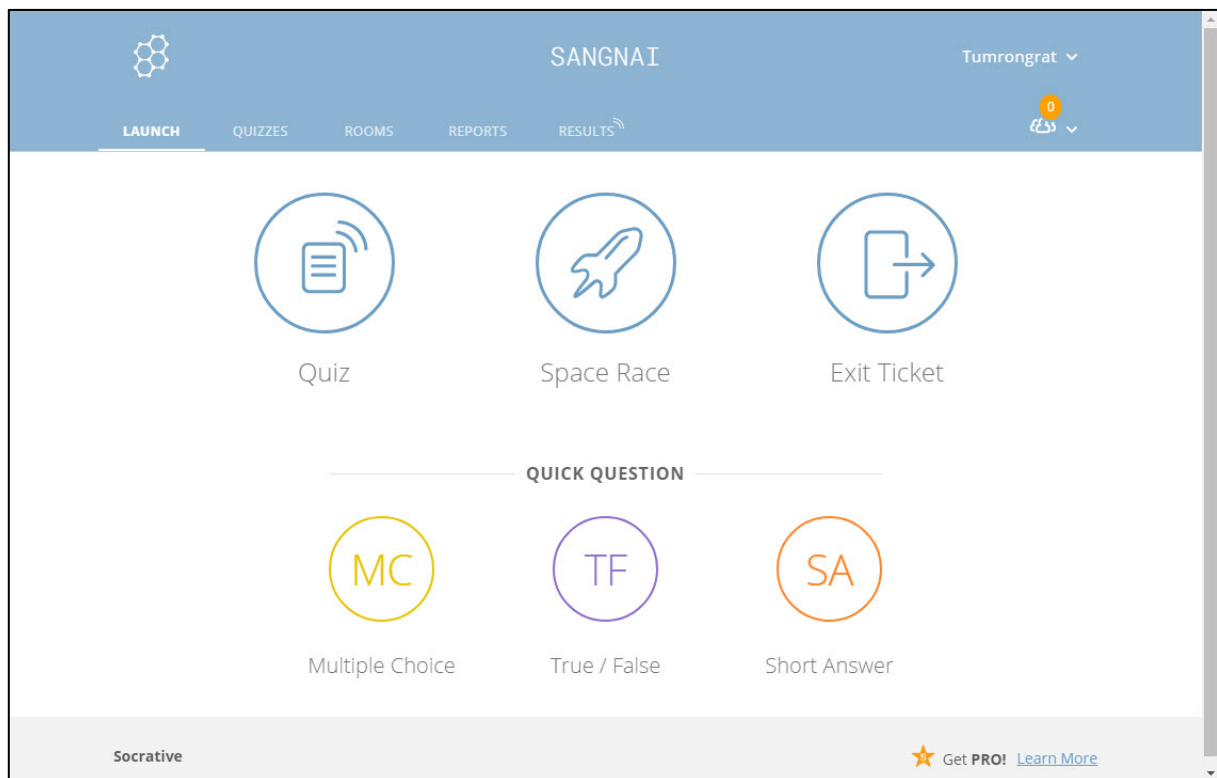 SANGNAI
Tumrongrat
LAUNCH QUIZZES ROOMS REPORTS RESULTS
0
Quiz Space Race Exit Ticket
QUICK QUESTION
MC TF SA
Multiple Choice True / False Short Answer
Socrative
S Get PRO! Learn More